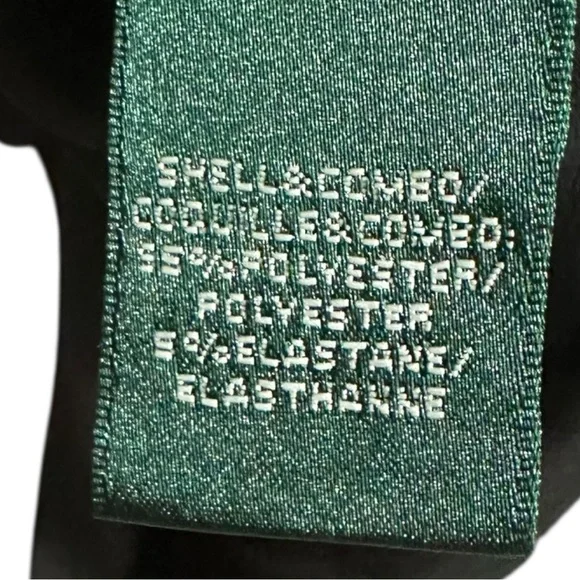 SHELL&COMBO/
COQUILLE&COMBO:
95%POLYESTER/
POLYESTER
5%ELASTANE/
ELASTHANNE